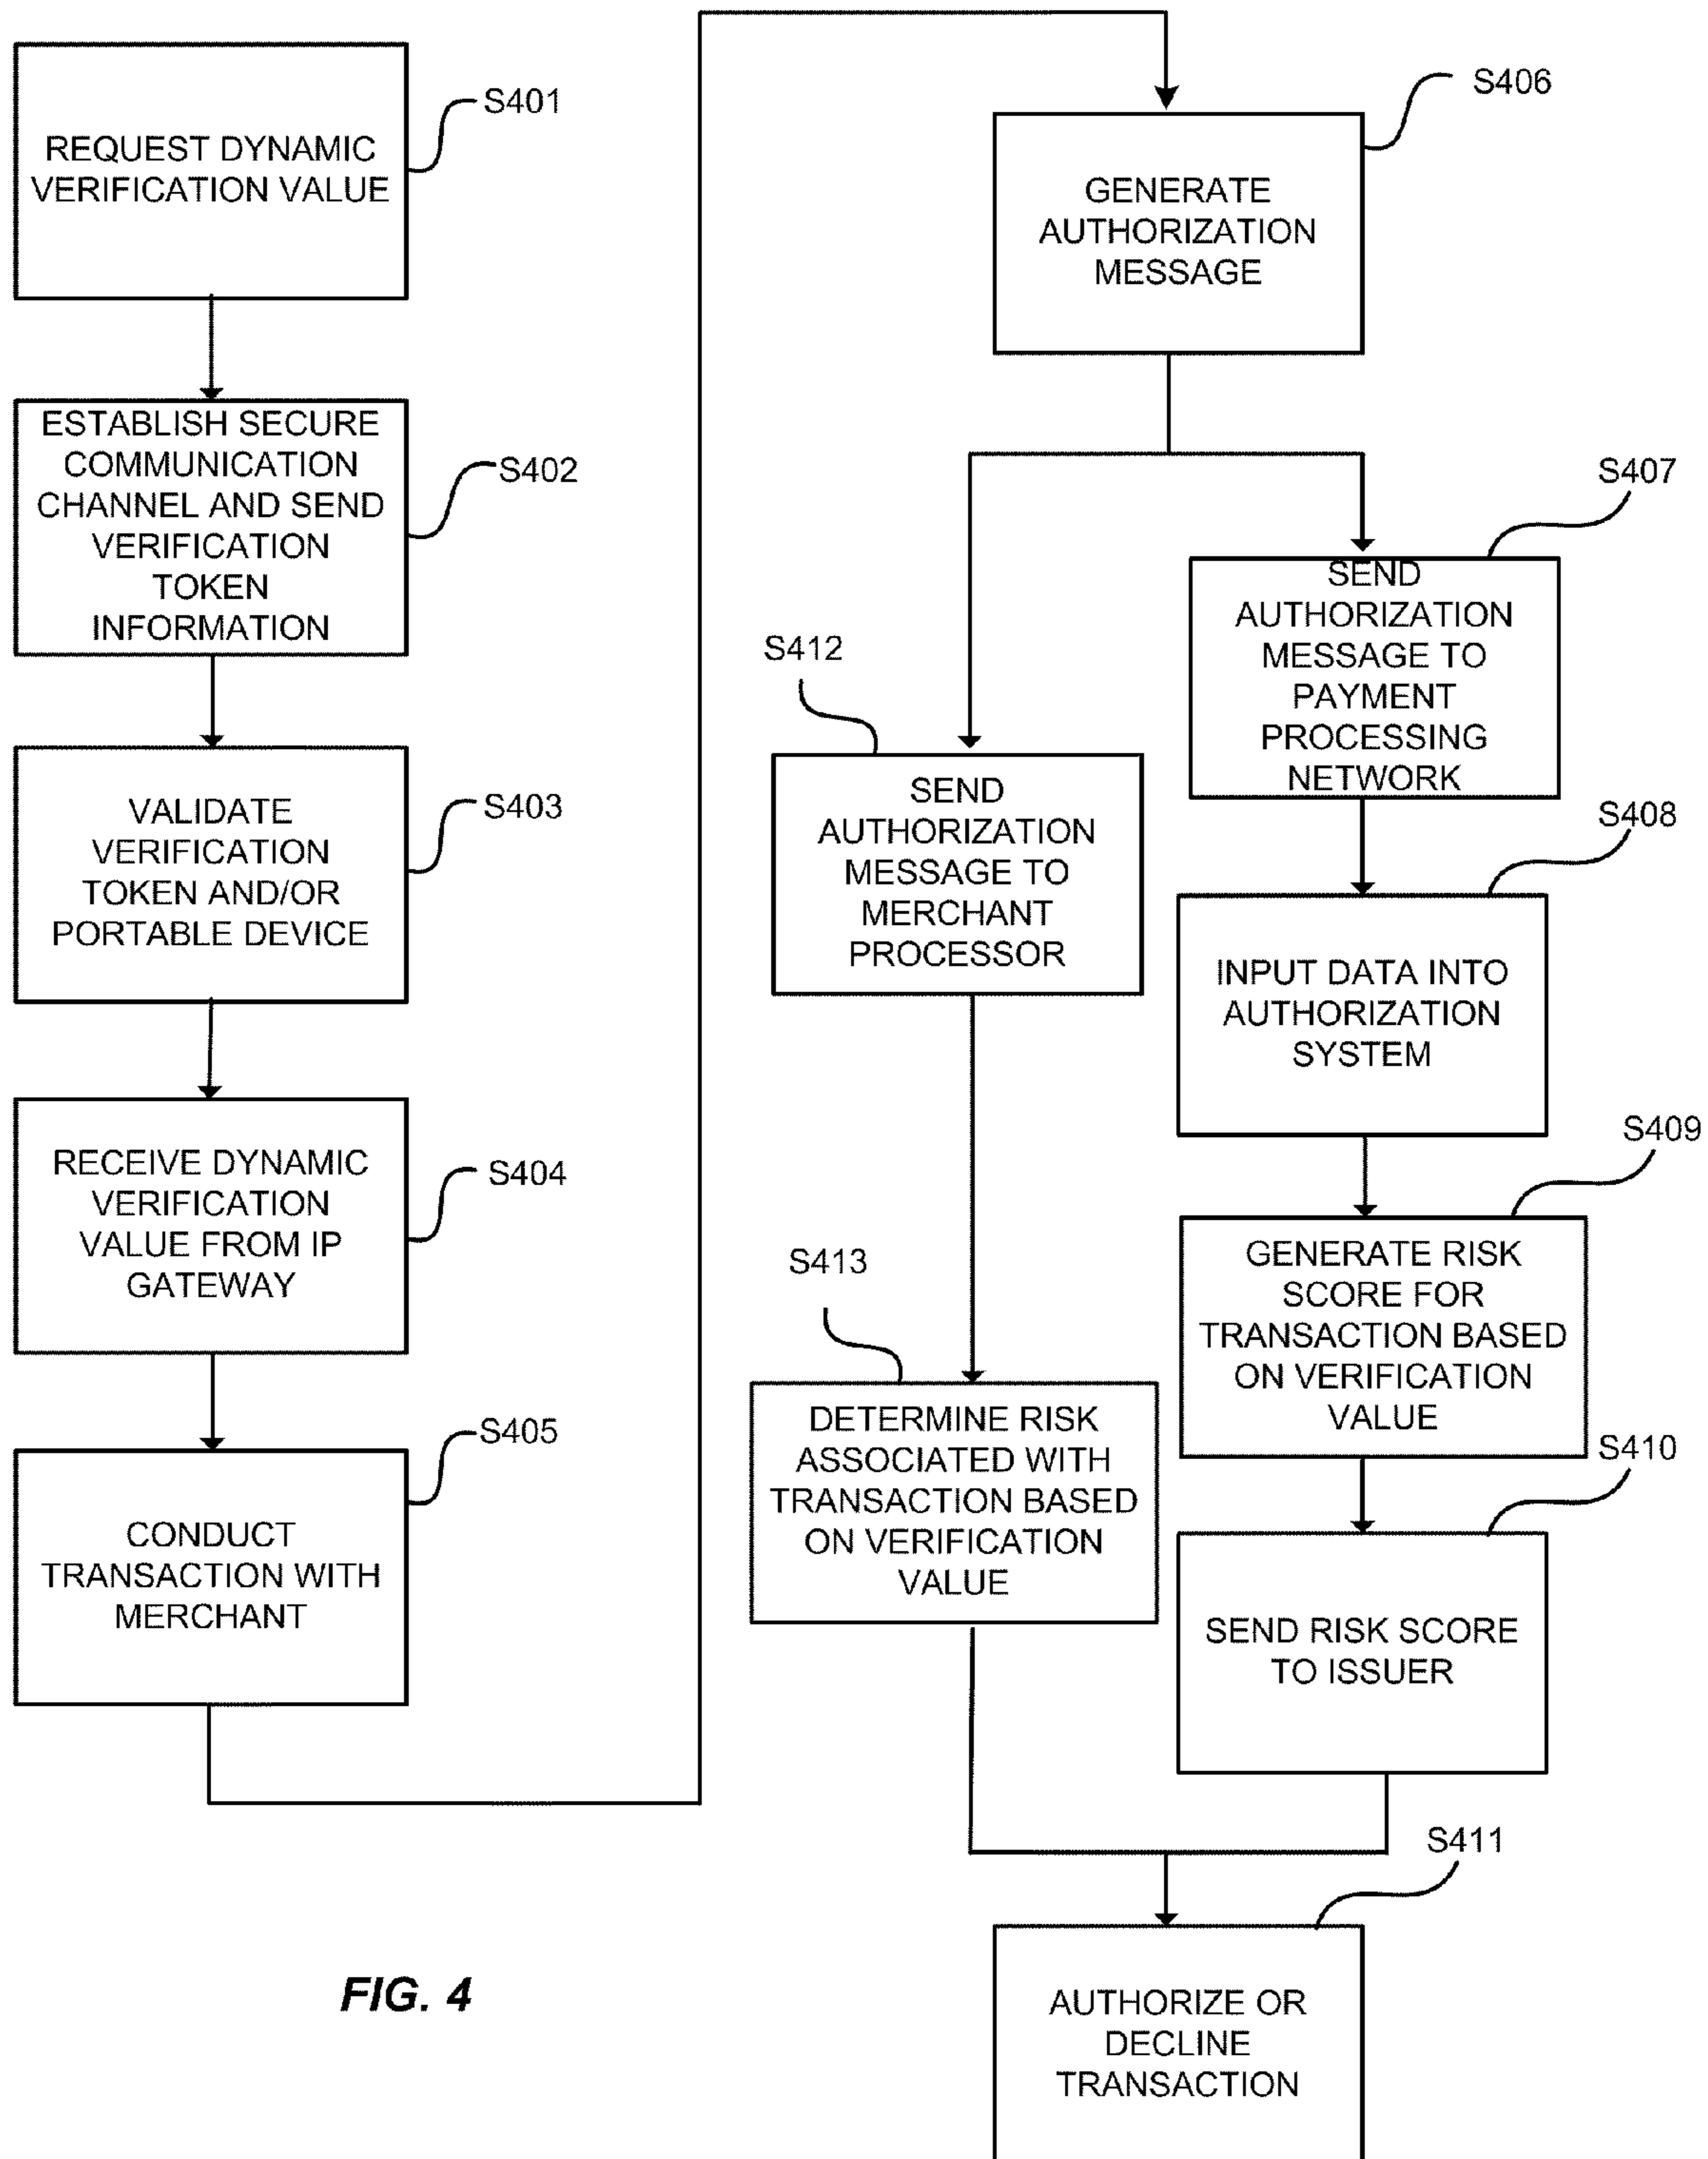 REQUEST DYNAMIC
VERIFICATION VALUE
S401
ESTABLISH SECURE
COMMUNICATION
CHANNEL AND SEND
VERIFICATION
TOKEN
INFORMATION
S402
VALIDATE
VERIFICATION
TOKEN AND/OR
PORTABLE DEVICE
S403
RECEIVE DYNAMIC
VERIFICATION
VALUE FROM IP
GATEWAY
S404
CONDUCT
TRANSACTION WITH
MERCHANT
S405
GENERATE
AUTHORIZATION
MESSAGE
S406
SEND
AUTHORIZATION
MESSAGE TO
PAYMENT
PROCESSING
NETWORK
S407
INPUT DATA INTO
AUTHORIZATION
SYSTEM
S408
GENERATE RISK
SCORE FOR
TRANSACTION BASED
ON VERIFICATION
VALUE
S409
SEND RISK SCORE
TO ISSUER
S410
SEND
AUTHORIZATION
MESSAGE TO
MERCHANT
PROCESSOR
S412
DETERMINE RISK
ASSOCIATED WITH
TRANSACTION BASED
ON VERIFICATION
VALUE
S413
AUTHORIZE OR
DECLINE
TRANSACTION
S411
FIG. 4